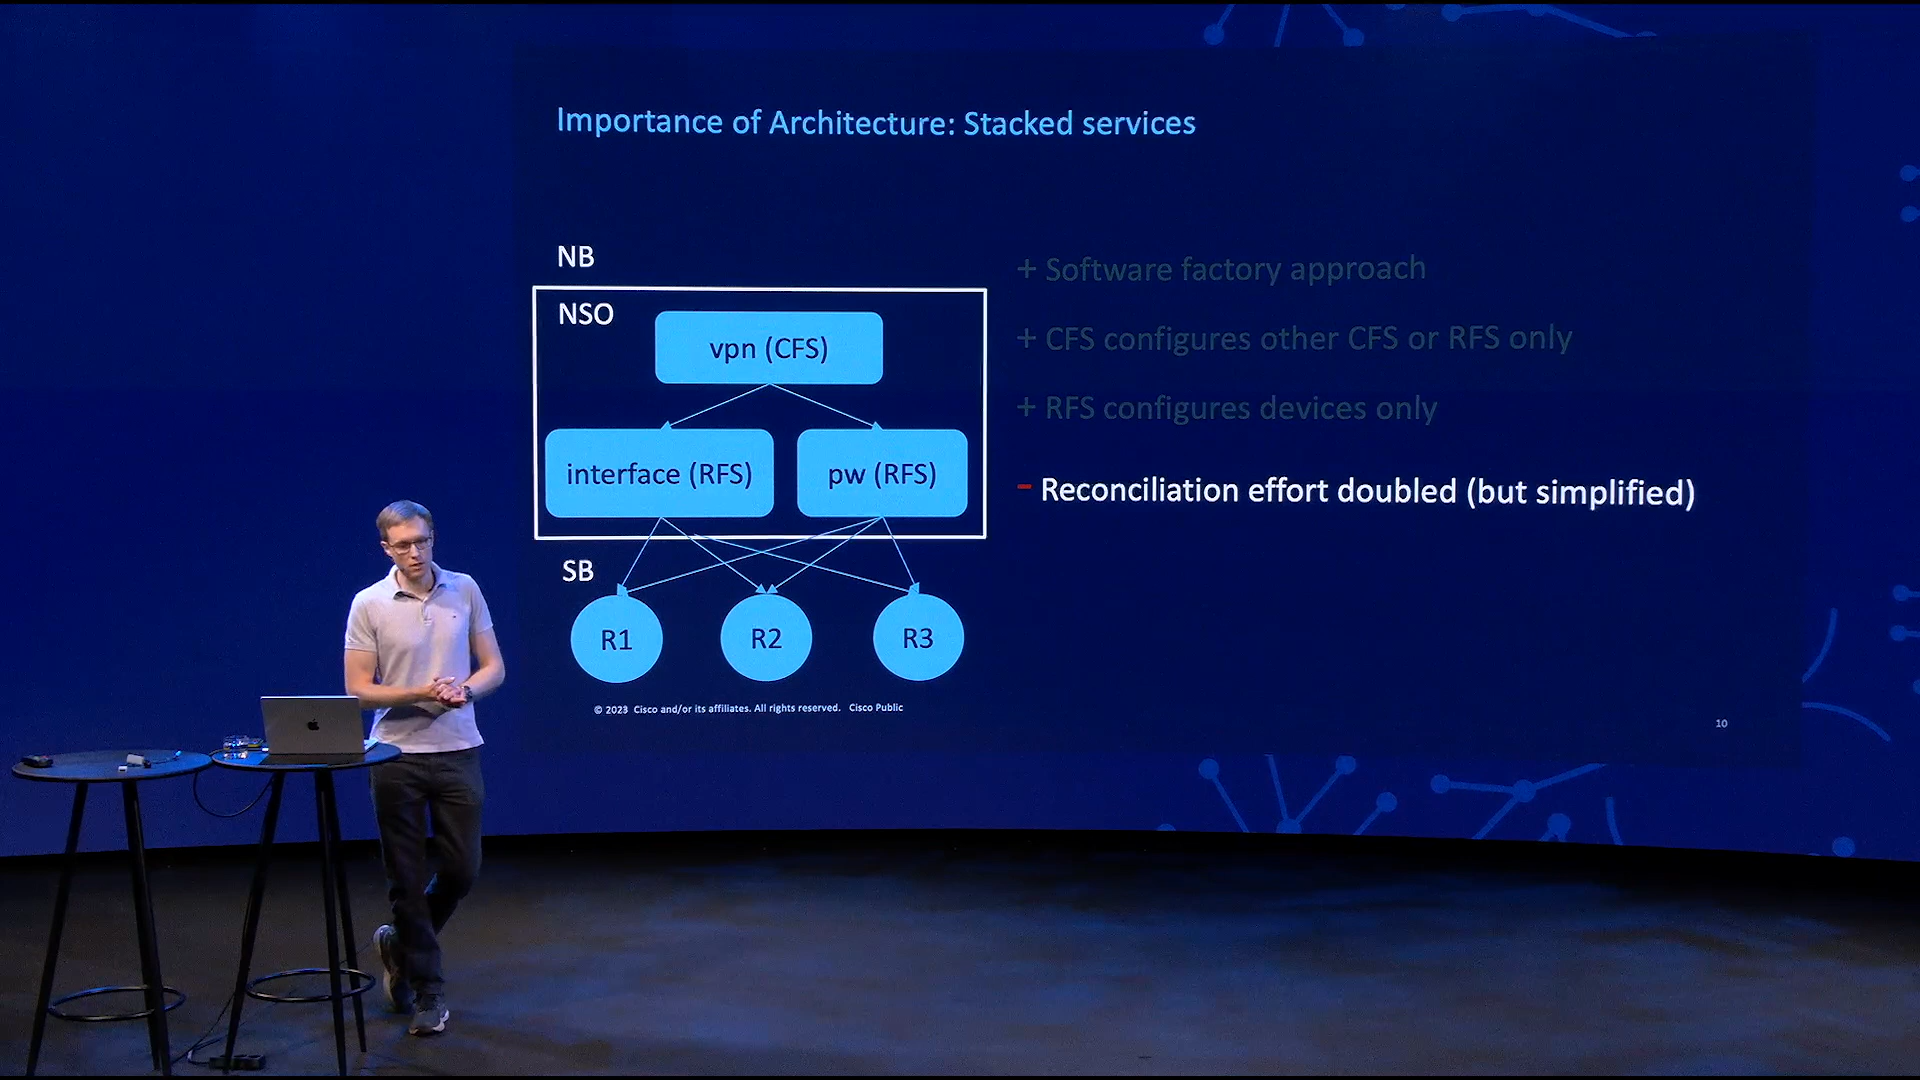 Importance of Architecture: Stacked services
NB
NSO
vpn (CFS)
interface (RFS)
pw (RFS)
SB
R1
R2
R3
+ Software factory approach
+ CFS configures other CFS or RFS only
+ RFS configures devices only
- Reconciliation effort doubled (but simplified)
© 2023 Cisco and/or its affiliates. All rights reserved. Cisco Public
10